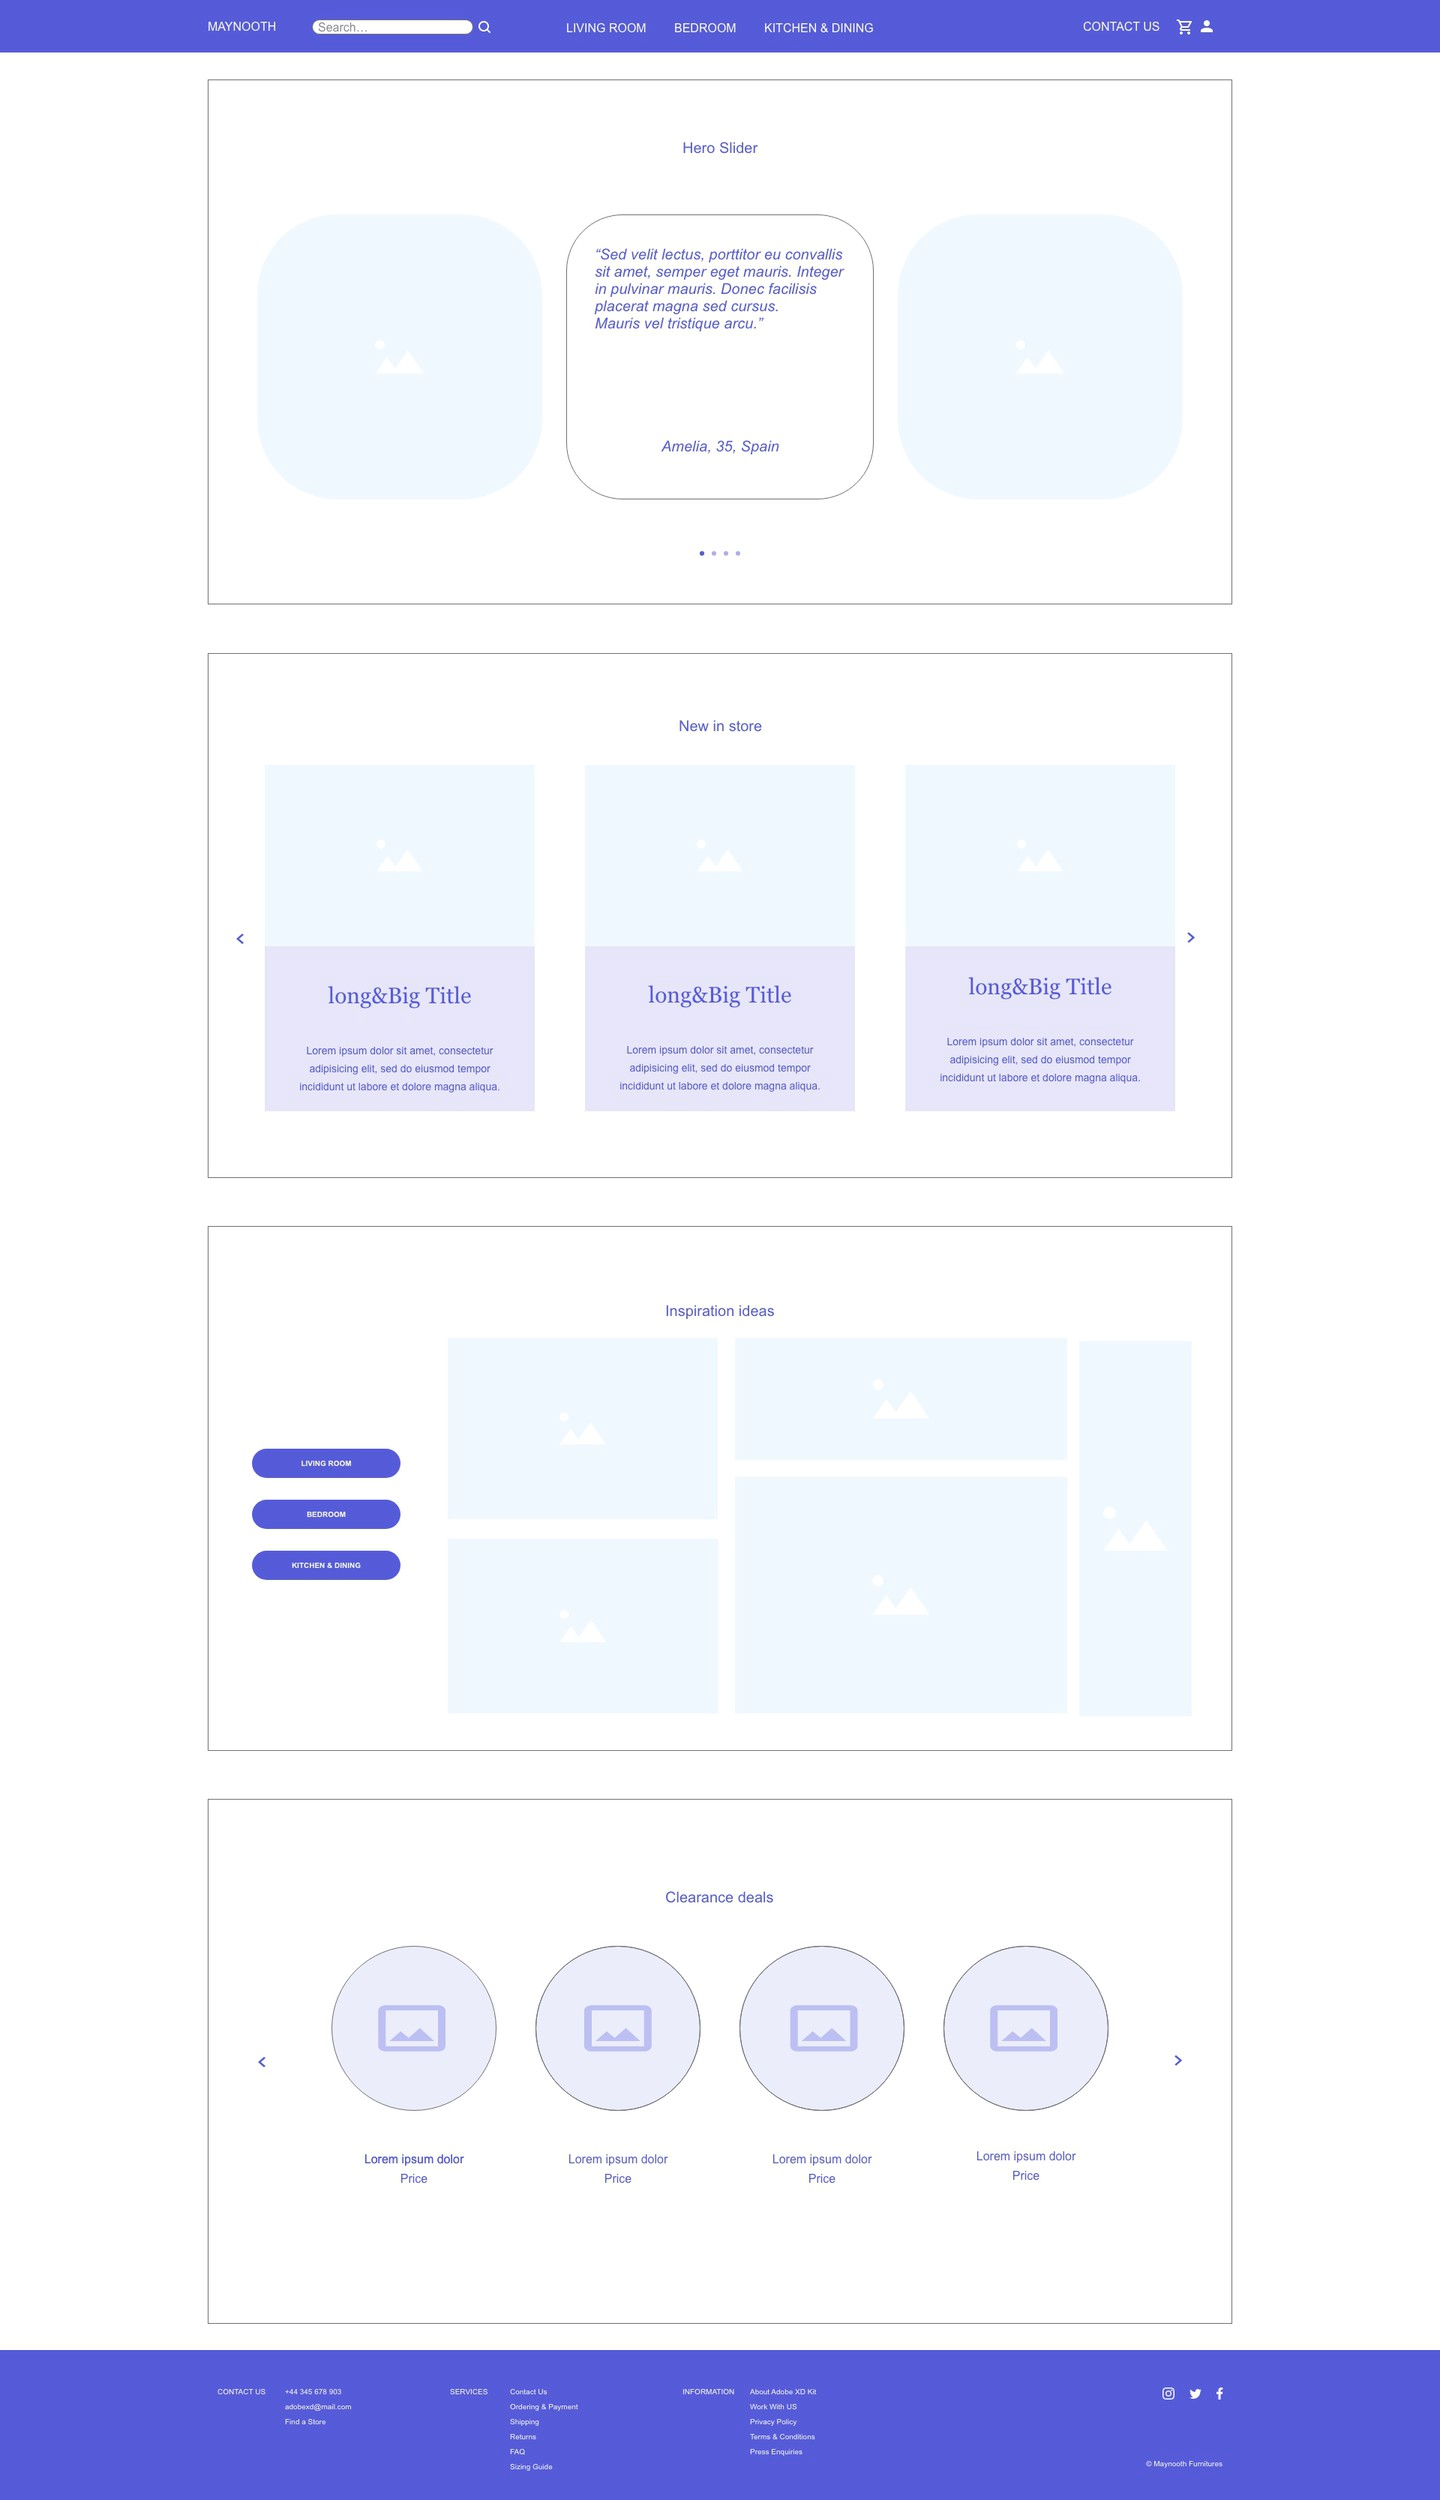 MAYNOOTH
Search...
LIVING ROOM
BEDROOM
KITCHEN & DINING
CONTACT US
Hero Slider
“Sed velit lectus, porttitor eu convallis
sit amet, semper eget mauris. Integer
in pulvinar mauris. Donec facilisis
placerat magna sed cursus.
Mauris vel tristique arcu.”
Amelia, 35, Spain
New in store
long&Big Title
Lorem ipsum dolor sit amet, consectetur
adipisicing elit, sed do eiusmod tempor
incididunt ut labore et dolore magna aliqua.
long&Big Title
Lorem ipsum dolor sit amet, consectetur
adipisicing elit, sed do eiusmod tempor
incididunt ut labore et dolore magna aliqua.
long&Big Title
Lorem ipsum dolor sit amet, consectetur
adipisicing elit, sed do eiusmod tempor
incididunt ut labore et dolore magna aliqua.
Inspiration ideas
LIVING ROOM
BEDROOM
KITCHEN & DINING
Clearance deals
Lorem ipsum dolor
Price
Lorem ipsum dolor
Price
Lorem ipsum dolor
Price
Lorem ipsum dolor
Price
CONTACT US
+44 345 678 903
adobexd@mail.com
Find a Store
SERVICES
Contact Us
Ordering & Payment
Shipping
Returns
FAQ
Sizing Guide
INFORMATION
About Adobe XD Kit
Work With US
Privacy Policy
Terms & Conditions
Press Enquiries
© Maynooth Furnitures